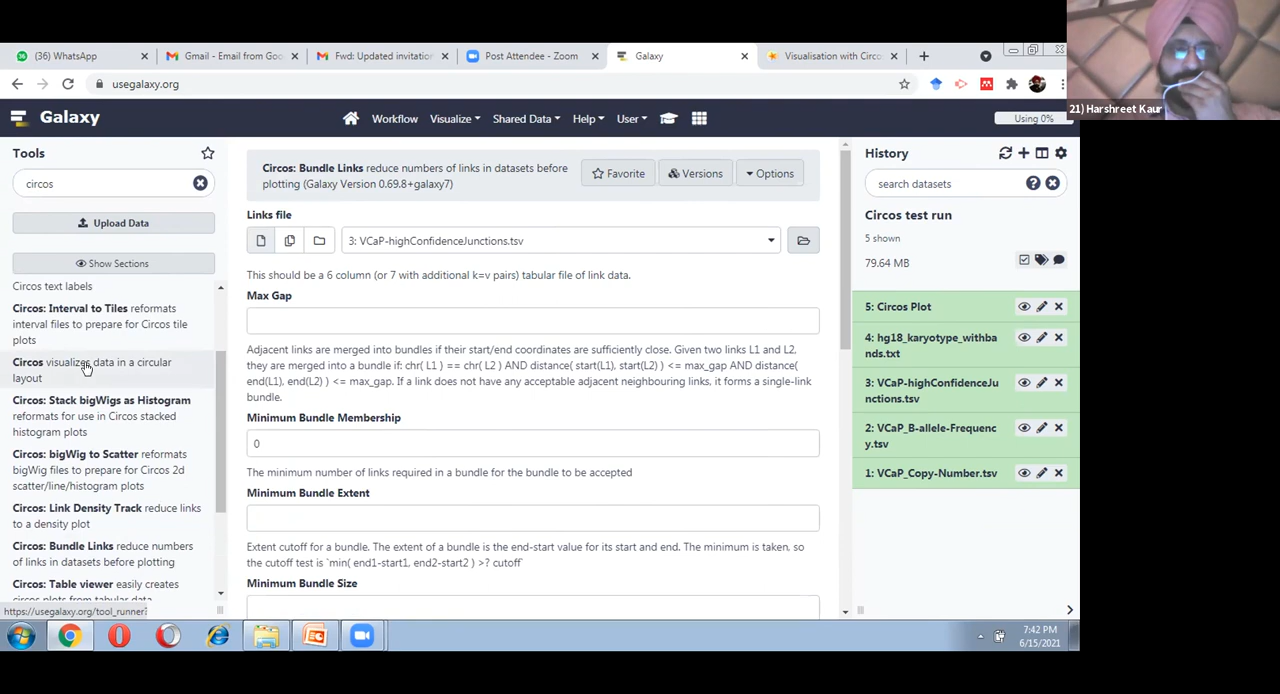 (36) WhatsApp
Gmail - Email from Goo
Fwd: Updated invitation
Post Attendee - Zoom
Galaxy
Visualisation with Circo
usegalaxy.org
21) Harshreet Kaur
Galaxy
Workflow
Visualize
Shared Data
Help
User
Using 0%
Tools
circos
Upload Data
Show Sections
Circos text labels
Circos: Interval to Tiles reformats
interval files to prepare for Circos tile
plots
Circos visualizes data in a circular
layout
Circos: Stack bigWigs as Histogram
reformats for use in Circos stacked
histogram plots
Circos: bigWig to Scatter reformats
bigWig files to prepare for Circos 2d
scatter/line/histogram plots
Circos: Link Density Track reduce links
to a density plot
Circos: Bundle Links reduce numbers
of links in datasets before plotting
Circos: Table viewer easily creates
circos plots from tabular data
https://usegalaxy.org/tool_runner?
Circos: Bundle Links reduce numbers of links in datasets before
plotting (Galaxy Version 0.69.8+galaxy7)
Favorite
Versions
Options
Links file
3: VCaP-highConfidenceJunctions.tsv
This should be a 6 column (or 7 with additional k=v pairs) tabular file of link data.
Max Gap
Adjacent links are merged into bundles if their start/end coordinates are sufficiently close. Given two links L1 and L2,
they are merged into a bundle if: chr( L1 ) == chr( L2 ) AND distance( start(L1), start(L2) ) <= max_gap AND distance(
end(L1), end(L2) ) <= max_gap. If a link does not have any acceptable adjacent neighbouring links, it forms a single-link
bundle.
Minimum Bundle Membership
0
The minimum number of links required in a bundle for the bundle to be accepted
Minimum Bundle Extent
Extent cutoff for a bundle. The extent of a bundle is the end-start value for its start and end. The minimum is taken, so
the cutoff test is `min( end1-start1, end2-start2 ) >? cutoff`
Minimum Bundle Size
History
search datasets
Circos test run
5 shown
79.64 MB
5: Circos Plot
4: hg18_karyotype_withba
nds.txt
3: VCaP-highConfidenceJu
nctions.tsv
2: VCaP_B-allele-Frequenc
y.tsv
1: VCaP_Copy-Number.tsv
7:42 PM
6/15/2021